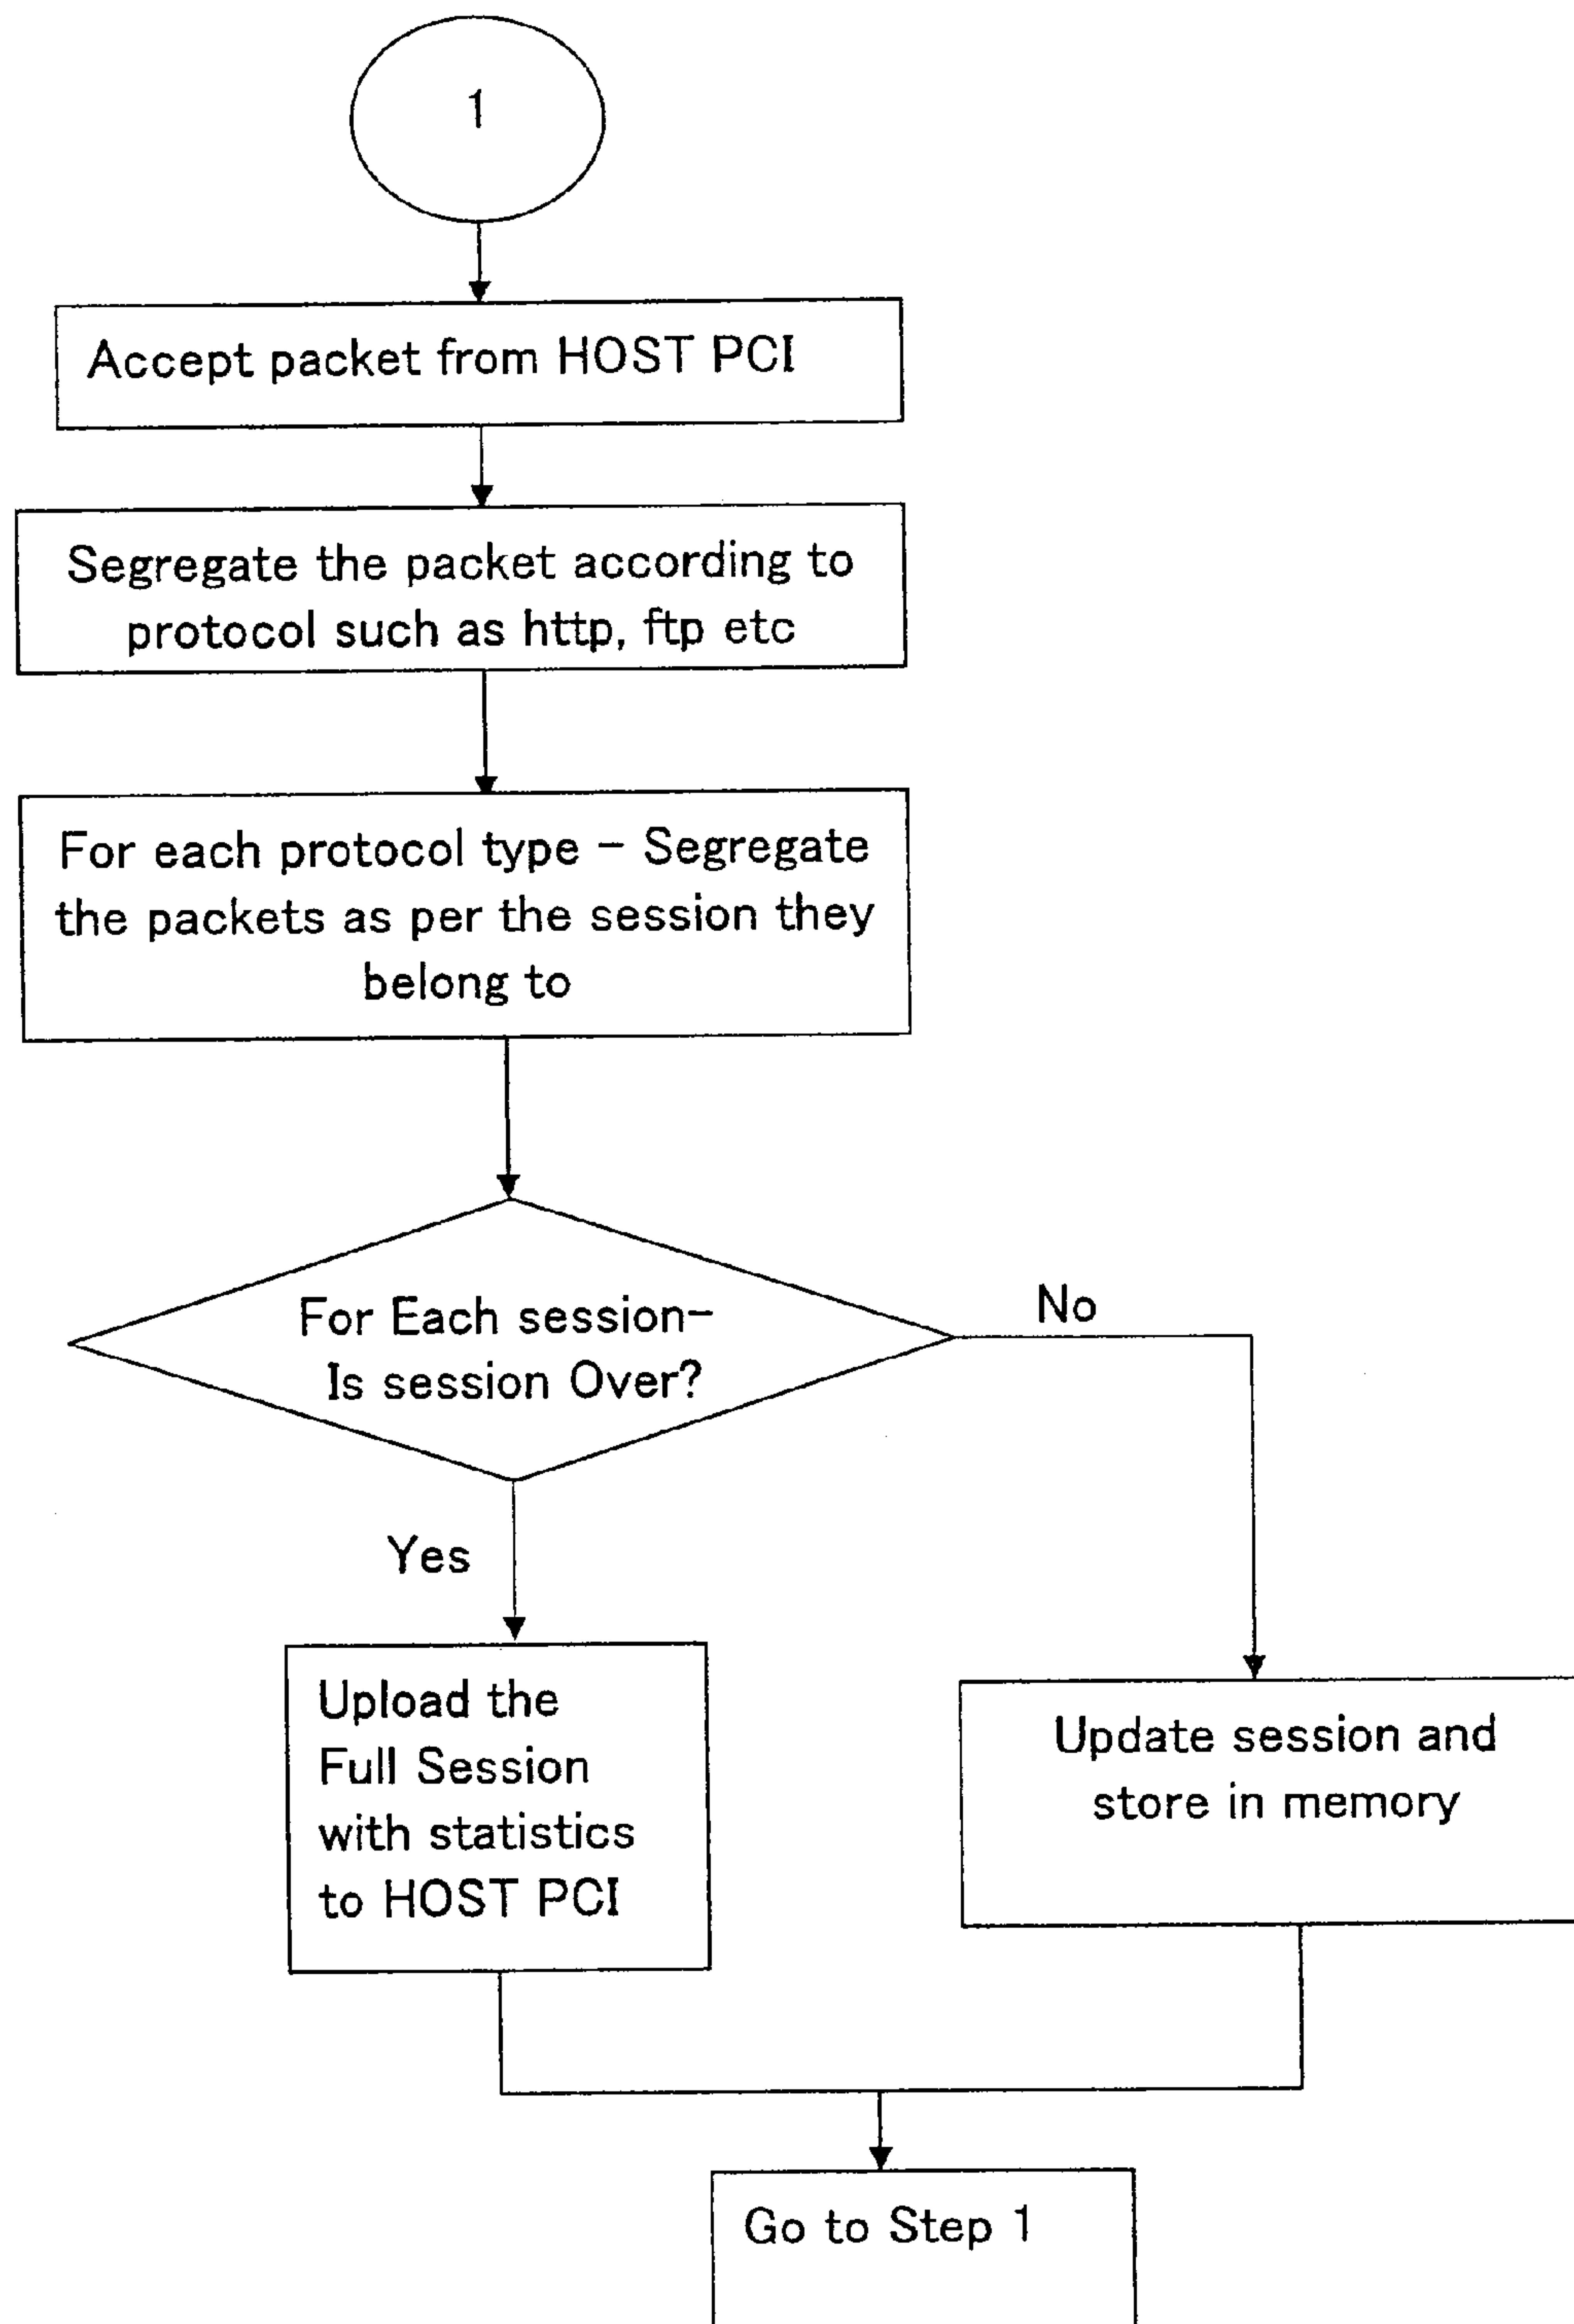 1
Accept packet from HOST PCI
Segregate the packet according to
protocol such as http, ftp etc
For each protocol type – Segregate
the packets as per the session they
belong to
For Each session–
Is session Over?
No
Yes
Upload the
Full Session
with statistics
to HOST PCI
Update session and
store in memory
Go to Step 1